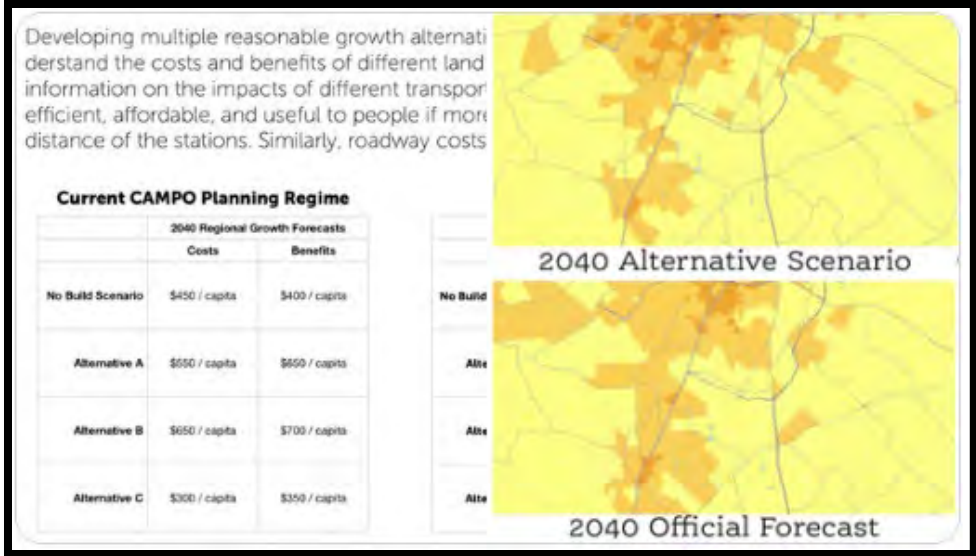 Developing multiple reasonable growth alternati
derstand the costs and benefits of different land
information on the impacts of different transpor
efficient, affordable, and useful to people if more
distance of the stations. Similarly, roadway costs
Current CAMPO Planning Regime
2040 Regional Growth Forecasts
Costs Benefits
No Build Scenario $450 / capita $400 / capita
Alternative A $550 / capita $650 / capita
Alternative B $650 / capita $700 / capita
Alternative C $300 / capita $350 / capita
No Build
Alte
Alte
Alte
2040 Alternative Scenario
2040 Official Forecast